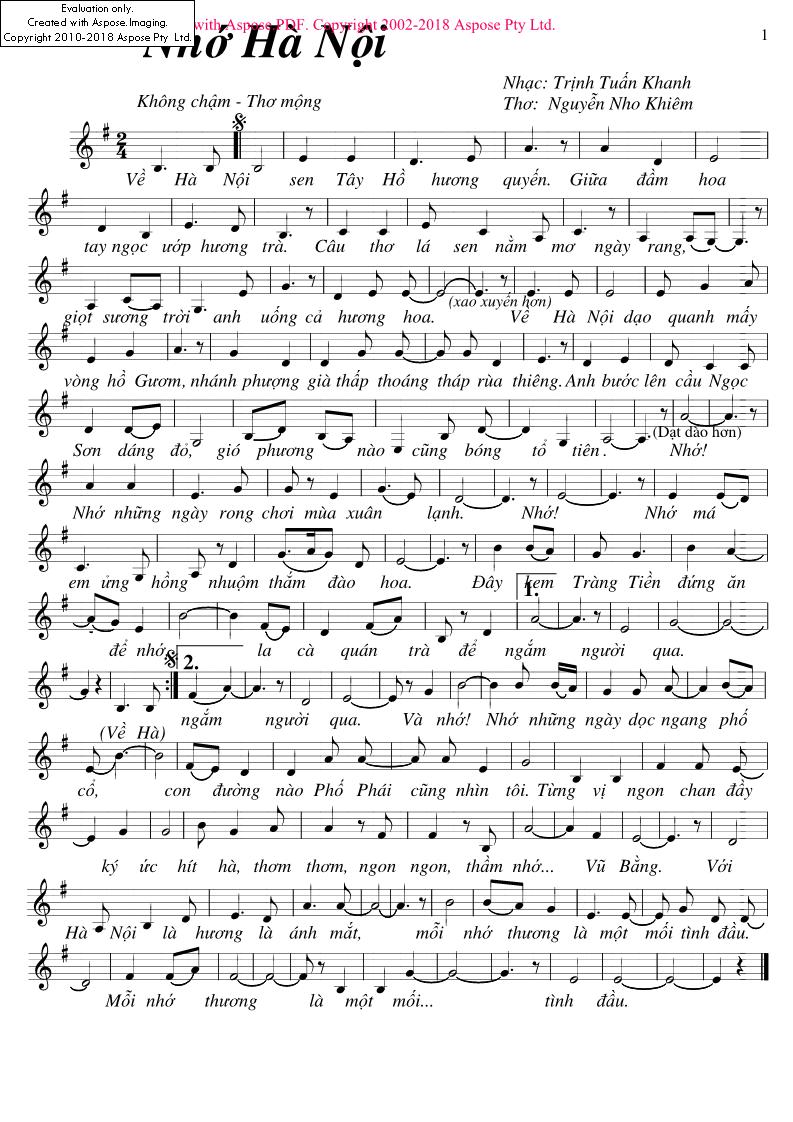 Evaluation only.
Created with Aspose.Imaging.
Copyright 2010-2018 Aspose Pty Ltd.
with Aspose PDF. Copyright 2002-2018 Aspose Pty Ltd.
1
Nhớ Hà Nội
Nhạc: Trịnh Tuấn Khanh
Không chậm - Thơ mộng
Thơ: Nguyễn Nho Khiêm
2
4
Về Hà Nội sen Tây Hồ hương quyến. Giữa đầm hoa
tay ngọc ướp hương trà. Câu thơ lá sen nằm mơ ngày rang,
(xao xuyến hơn)
giọt sương trời anh uống cả hương hoa. Về Hà Nội dạo quanh mấy
vòng hồ Gươm, nhánh phượng già thấp thoáng tháp rùa thiêng. Anh bước lên cầu Ngọc
(Dạt dào hơn)
Sơn dáng đỏ, gió phương nào cũng bóng tổ tiên. Nhớ!
Nhớ những ngày rong chơi mùa xuân lạnh. Nhớ! Nhớ má
em ửng hồng nhuộm thắm đào hoa. Đây kem Tràng Tiền đứng ăn
1.
để nhớ la cà quán trà để ngắm người qua.
2.
ngắm người qua. Và nhớ! Nhớ những ngày dọc ngang phố
(Về Hà)
cổ, con đường nào Phố Phái cũng nhìn tôi. Từng vị ngon chan đầy
ký ức hít hà, thơm thơm, ngon ngon, thầm nhớ... Vũ Bằng. Với
Hà Nội là hương là ánh mắt, mỗi nhớ thương là một mối tình đầu.
Mỗi nhớ thương là một mối... tình đầu.